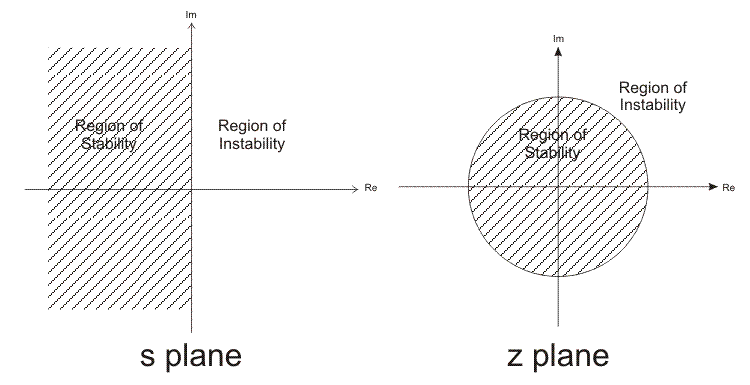 Im
Region of
Stability
Region of
Instability
Re
s plane
Im
Region of
Instability
Region of
Stability
Re
z plane